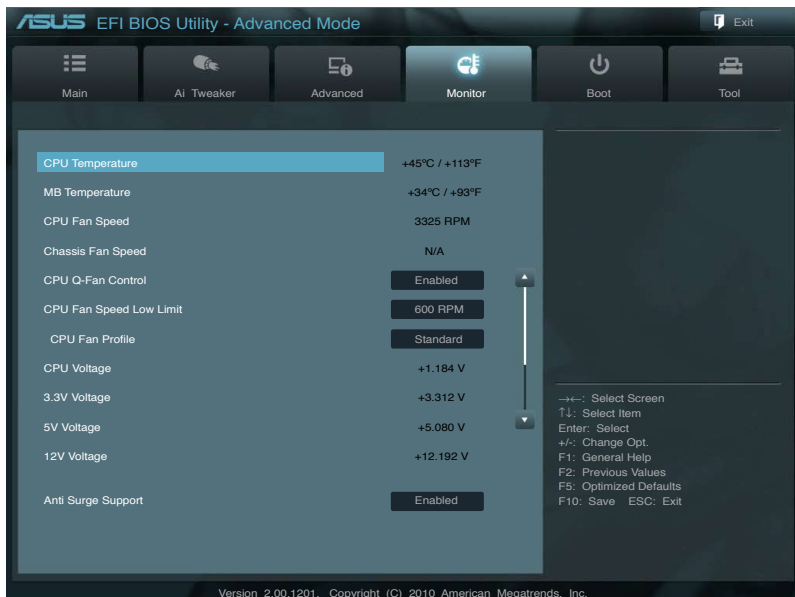 ASUS EFI BIOS Utility - Advanced Mode
Exit
Main
Ai Tweaker
Advanced
Monitor
Boot
Tool
CPU Temperature +45ºC / +113ºF
MB Temperature +34ºC / +93ºF
CPU Fan Speed 3325 RPM
Chassis Fan Speed N/A
CPU Q-Fan Control Enabled
CPU Fan Speed Low Limit 600 RPM
CPU Fan Profile Standard
CPU Voltage +1.184 V
3.3V Voltage +3.312 V
5V Voltage +5.080 V
12V Voltage +12.192 V
Anti Surge Support Enabled
→←: Select Screen
↑↓: Select Item
Enter: Select
+/-: Change Opt.
F1: General Help
F2: Previous Values
F5: Optimized Defaults
F10: Save ESC: Exit
Version 2.00.1201. Copyright (C) 2010 American Megatrends, Inc.